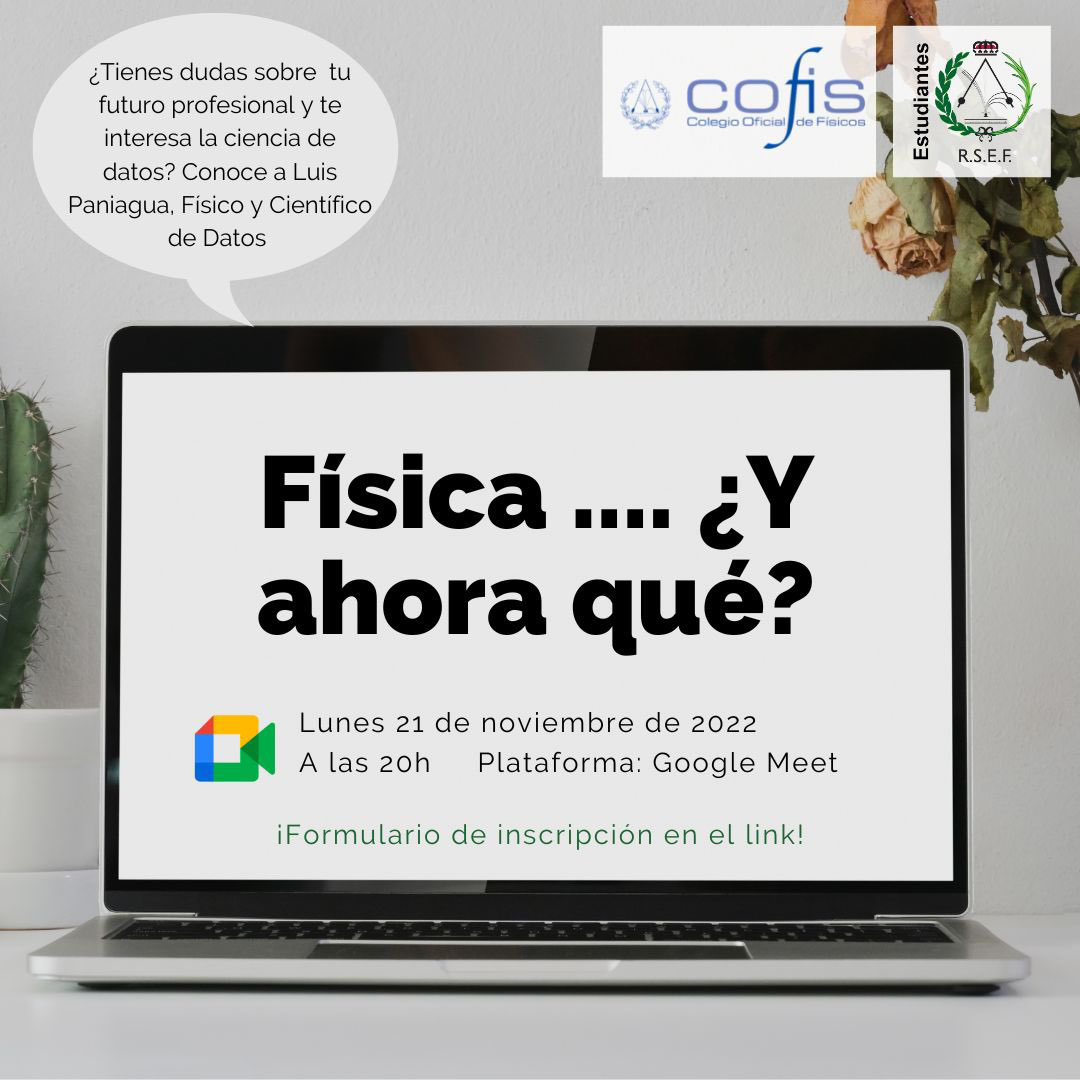 ¿Tienes dudas sobre tu
futuro profesional y te
interesa la ciencia de
datos? Conoce a Luis
Paniagua, Físico y Científico
de Datos
cofis
Colegio Oficial de Físicos
Estudiantes
R.S.E.F.
Física .... ¿Y
ahora qué?
Lunes 21 de noviembre de 2022
A las 20h Plataforma: Google Meet
¡Formulario de inscripción en el link!